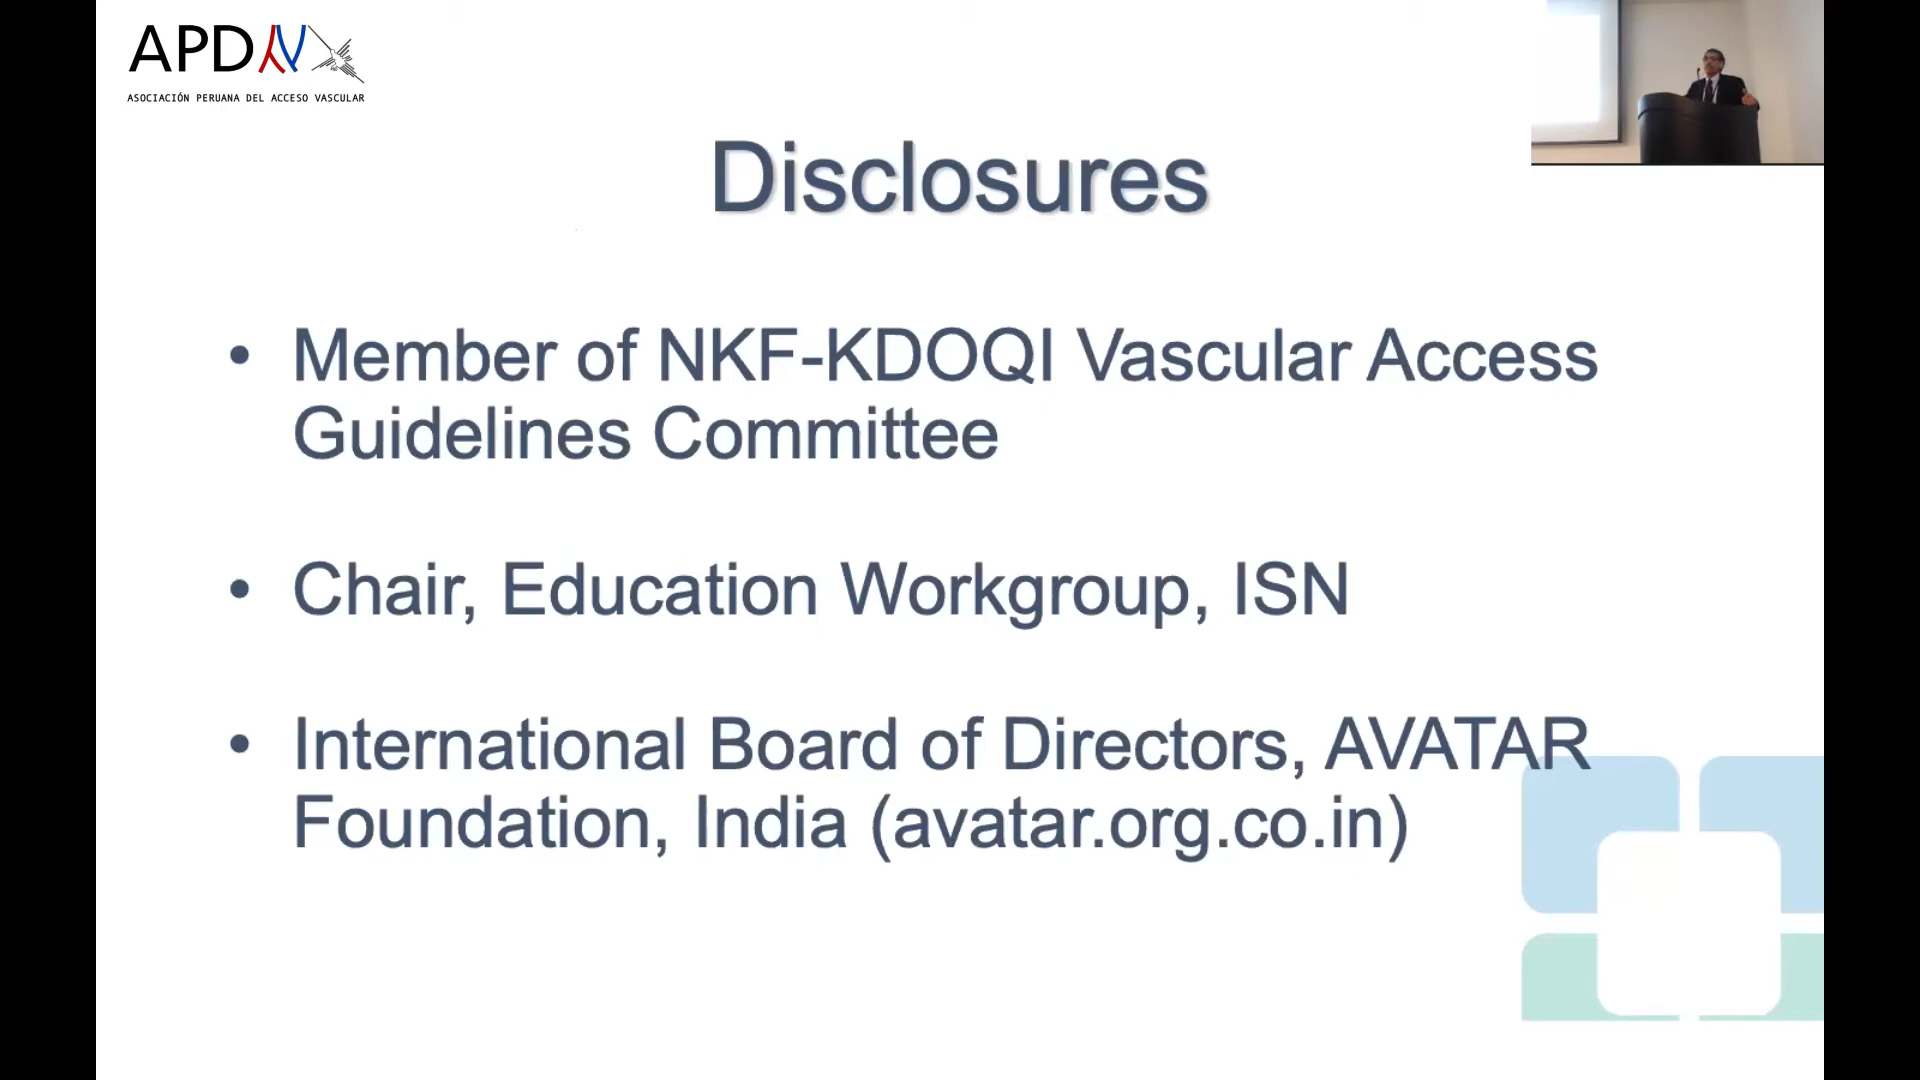 APDAV
ASOCIACIÓN PERUANA DEL ACCESO VASCULAR
Disclosures
• Member of NKF-KDOQI Vascular Access
Guidelines Committee
• Chair, Education Workgroup, ISN
• International Board of Directors, AVATAR
Foundation, India (avatar.org.co.in)